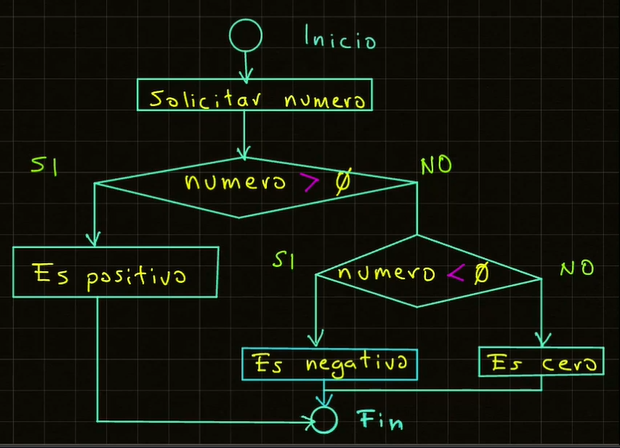 Inicio
Solicitar numero
SI
numero > Ø
NO
Es positivo
SI
numero < Ø
NO
Es negativo
Es cero
Fin